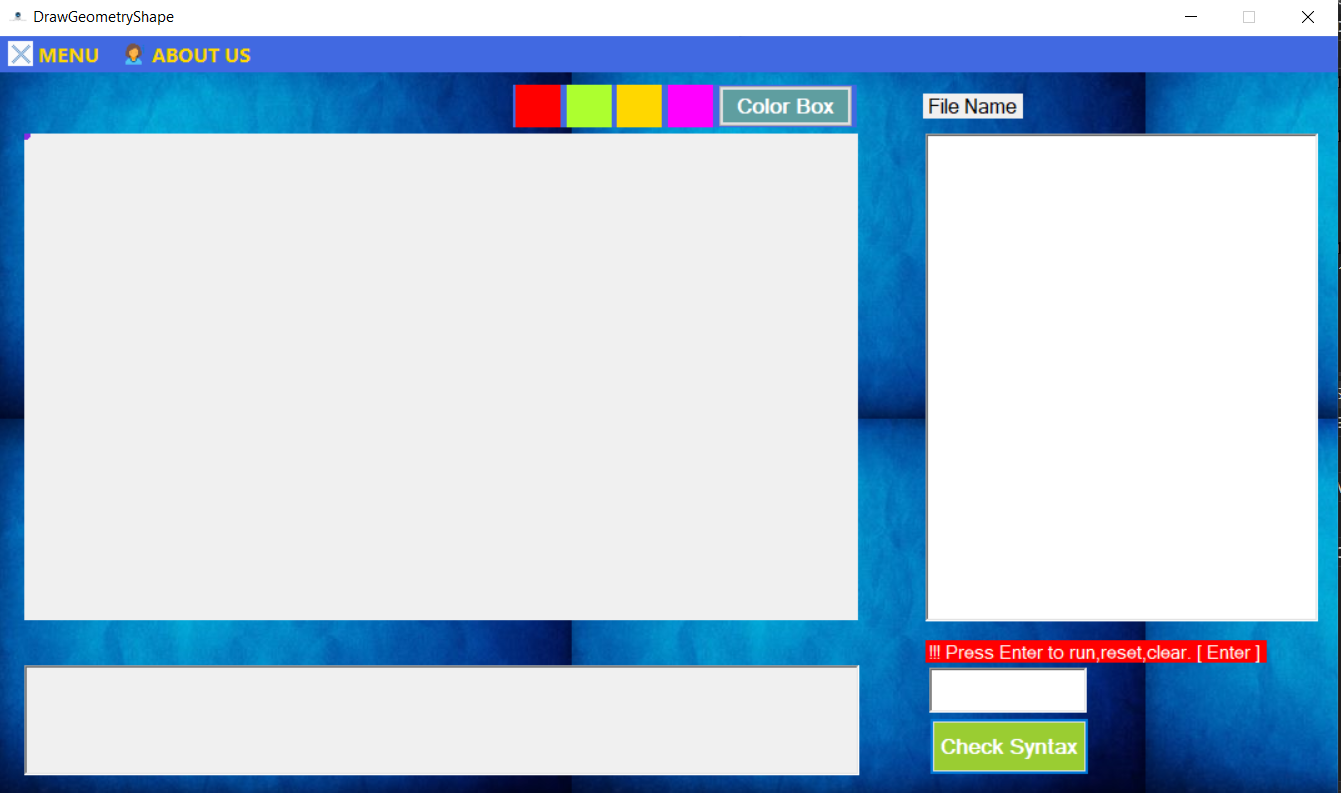 DrawGeometryShape
MENU ABOUT US
Color Box
File Name
!!! Press Enter to run,reset,clear. [ Enter ]
Check Syntax